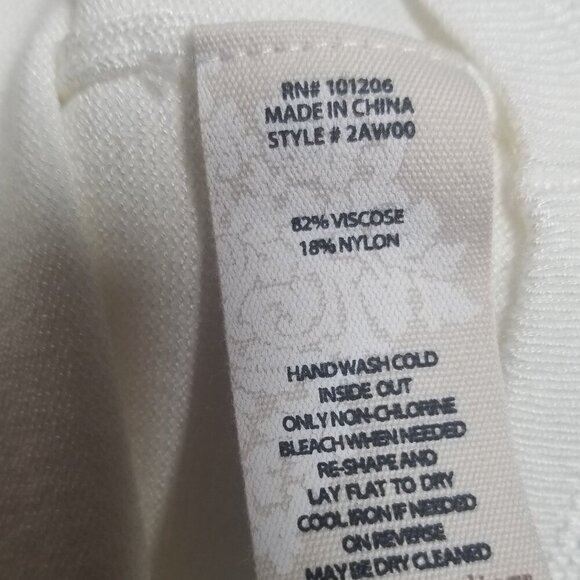 RN# 101206
MADE IN CHINA
STYLE # 2AW00
82% VISCOSE
18% NYLON
HAND WASH COLD
INSIDE OUT
ONLY NON-CHLORINE
BLEACH WHEN NEEDED
RE-SHAPE AND
LAY FLAT TO DRY
COOL IRON IF NEEDED
ON REVERSE
MAY BE DRY CLEANED